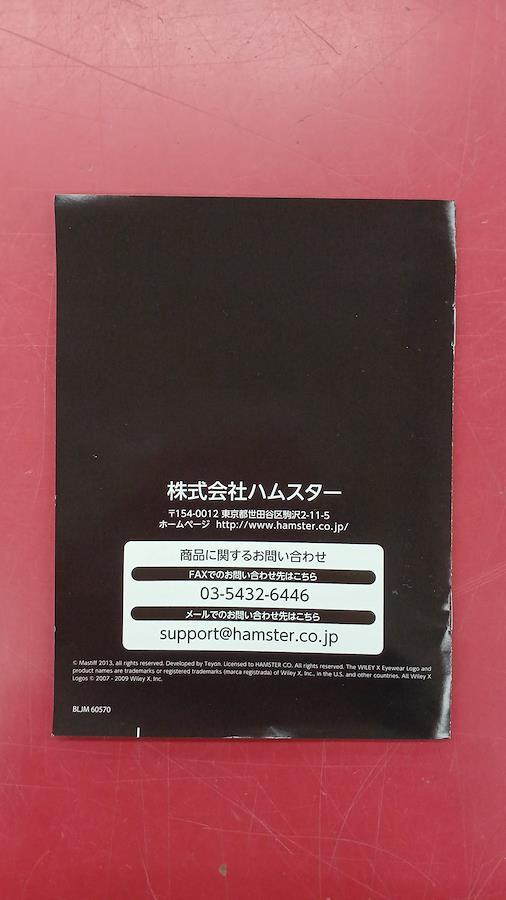 株式会社ハムスター
〒154-0012 東京都世田谷区駒沢2-11-5
ホームページ http://www.hamster.co.jp/
商品に関するお問い合わせ
FAXでのお問い合わせ先はこちら
03-5432-6446
メールでのお問い合わせ先はこちら
support@hamster.co.jp
© Mastiff 2013, all rights reserved. Developed by Teyon. Licensed to HAMSTER CO. All rights reserved. The WILEY X Eyewear Logo and
product names are trademarks or registered trademarks (marca registrada) of Wiley X, Inc., in the U.S. and other countries. All Wiley X
Logos © 2007 - 2009 Wiley X, Inc.
BLJM 60570